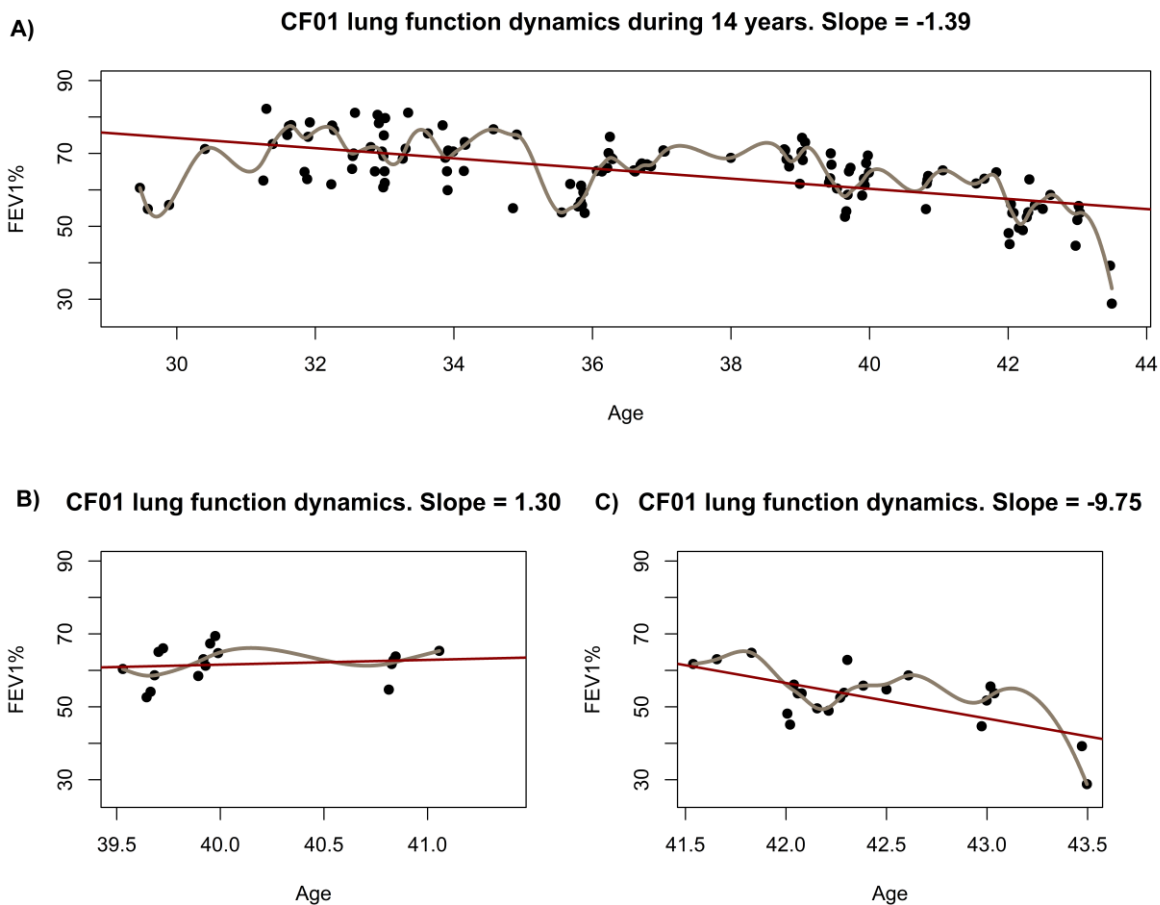 A) CF01 lung function dynamics during 14 years. Slope = -1.39
90
70
50
30
FEV1%
30 32 34 36 38 40 42 44
Age
B) CF01 lung function dynamics. Slope = 1.30
90
70
50
30
FEV1%
39.5 40.0 40.5 41.0
Age
C) CF01 lung function dynamics. Slope = -9.75
90
70
50
30
FEV1%
41.5 42.0 42.5 43.0 43.5
Age